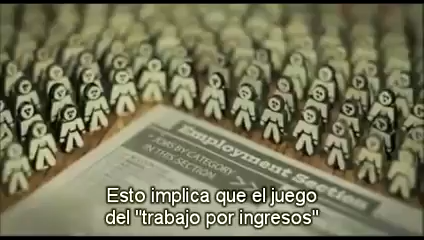 Employment Section
- JOBS BY CATEGORY
IN THIS SECTION
>>
Esto implica que el juego
del "trabajo por ingresos"